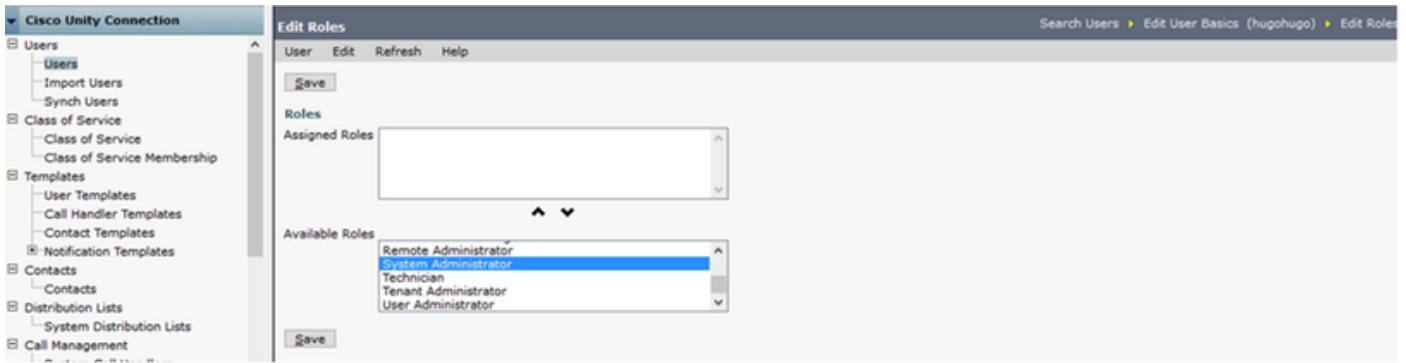 Cisco Unity Connection
Users
Users
Import Users
Synch Users
Class of Service
Class of Service
Class of Service Membership
Templates
User Templates
Call Handler Templates
Contact Templates
Notification Templates
Contacts
Contacts
Distribution Lists
System Distribution Lists
Call Management
Edit Roles
Search Users Edit User Basics (hugohugo) Edit Roles
User Edit Refresh Help
Save
Roles
Assigned Roles
Available Roles
Remote Administrator
System Administrator
Technician
Tenant Administrator
User Administrator
Save